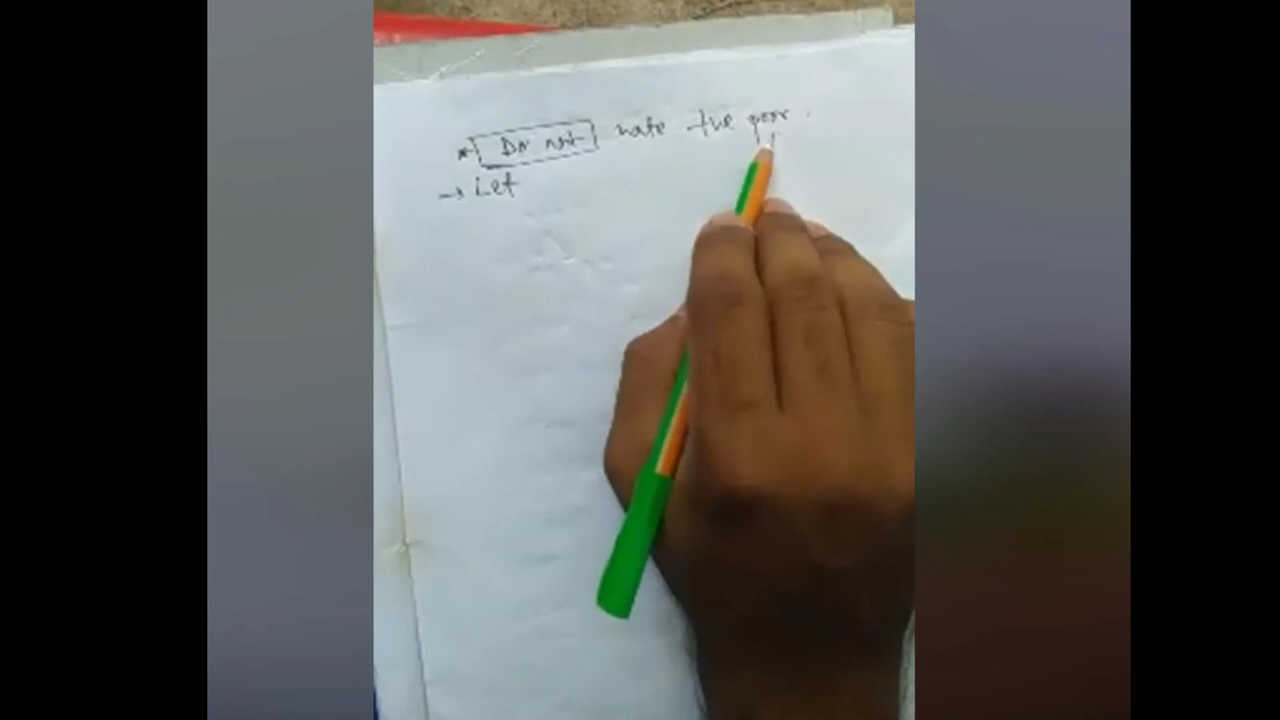 * Do not hate the poor.
→ Let